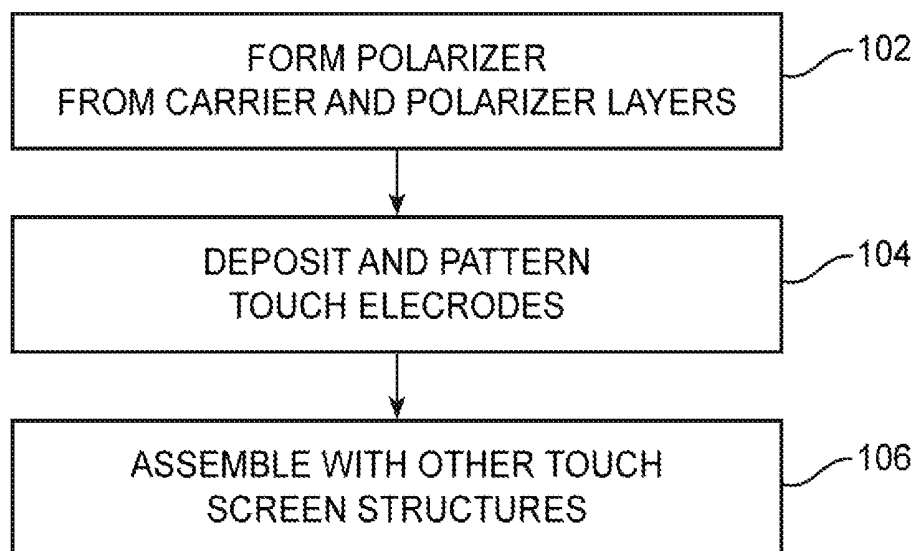 FORM POLARIZER
FROM CARRIER AND POLARIZER LAYERS
102
DEPOSIT AND PATTERN
TOUCH ELECRODES
104
ASSEMBLE WITH OTHER TOUCH
SCREEN STRUCTURES
106